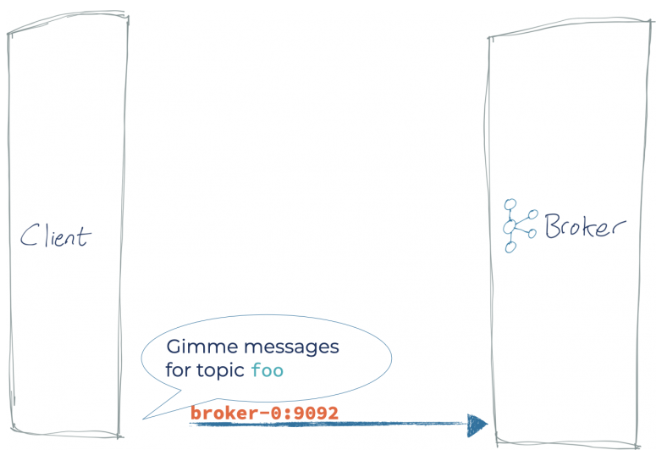 Client
Broker
Gimme messages
for topic foo
broker-0:9092